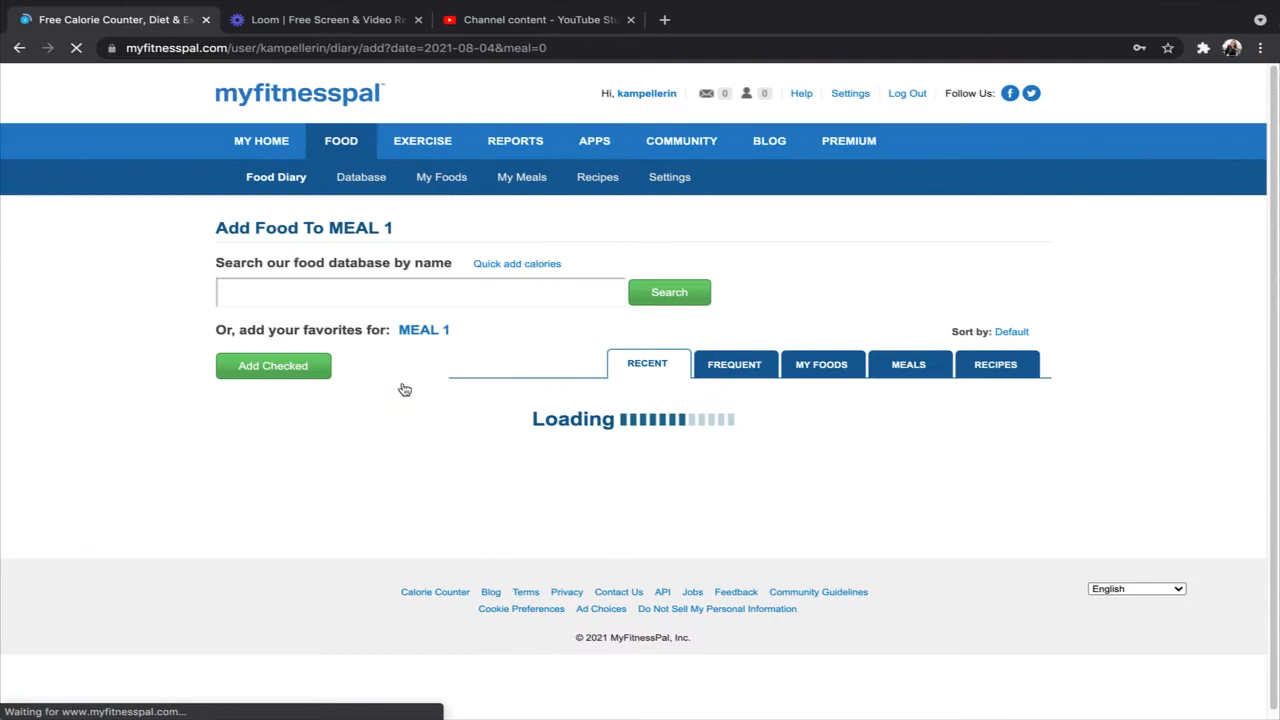 Free Calorie Counter, Diet & Ex
Loom | Free Screen & Video Re
Channel content - YouTube Stu
myfitnesspal.com/user/kampellerin/diary/add?date=2021-08-04&meal=0
myfitnesspal
Hi, kampellerin 0 0 Help Settings Log Out Follow Us:
MY HOME FOOD EXERCISE REPORTS APPS COMMUNITY BLOG PREMIUM
Food Diary Database My Foods My Meals Recipes Settings
Add Food To MEAL 1
Search our food database by name Quick add calories
Search
Or, add your favorites for: MEAL 1
Sort by: Default
Add Checked
RECENT FREQUENT MY FOODS MEALS RECIPES
Loading
Calorie Counter Blog Terms Privacy Contact Us API Jobs Feedback Community Guidelines
English
Cookie Preferences Ad Choices Do Not Sell My Personal Information
© 2021 MyFitnessPal, Inc.
Waiting for www.myfitnesspal.com...